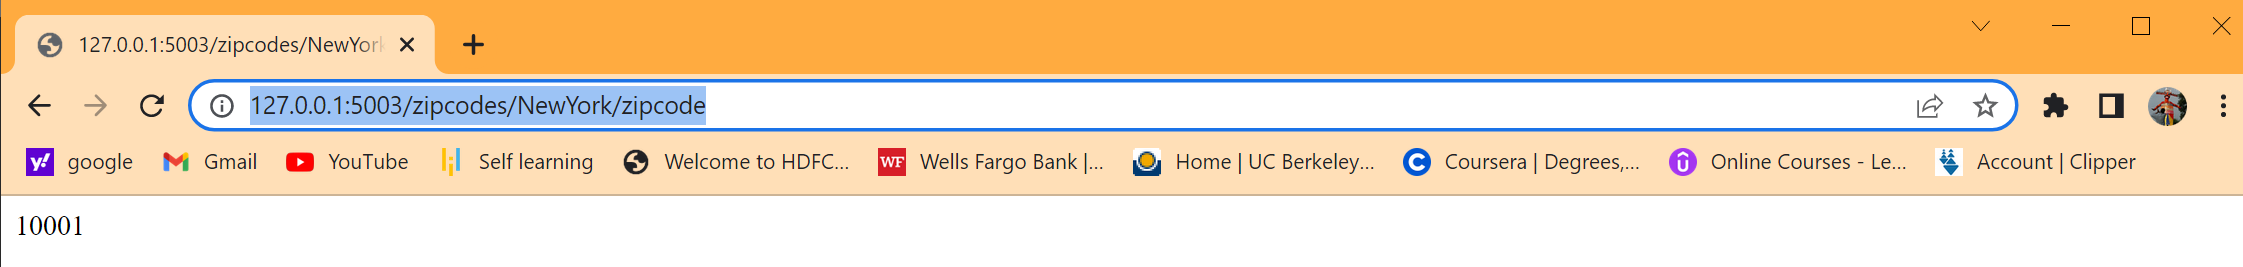 127.0.0.1:5003/zipcodes/NewYork
127.0.0.1:5003/zipcodes/NewYork/zipcode
y! google Gmail YouTube Self learning Welcome to HDFC... WF Wells Fargo Bank |... Home | UC Berkeley... C Coursera | Degrees,... Online Courses - Le... Account | Clipper
10001